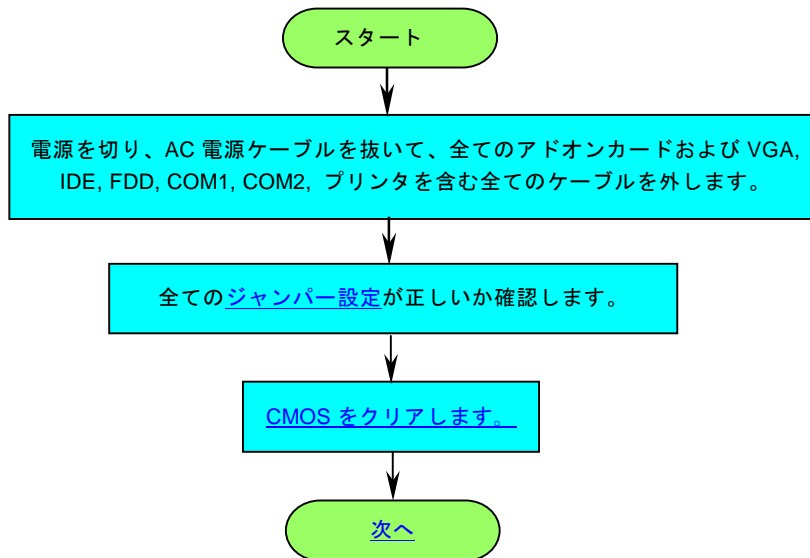 スタート
電源を切り、AC 電源ケーブルを抜いて、全てのアドオンカードおよび VGA,
IDE, FDD, COM1, COM2, プリンタを含む全てのケーブルを外します。
全てのジャンパー設定が正しいか確認します。
CMOS をクリアします。
次へ